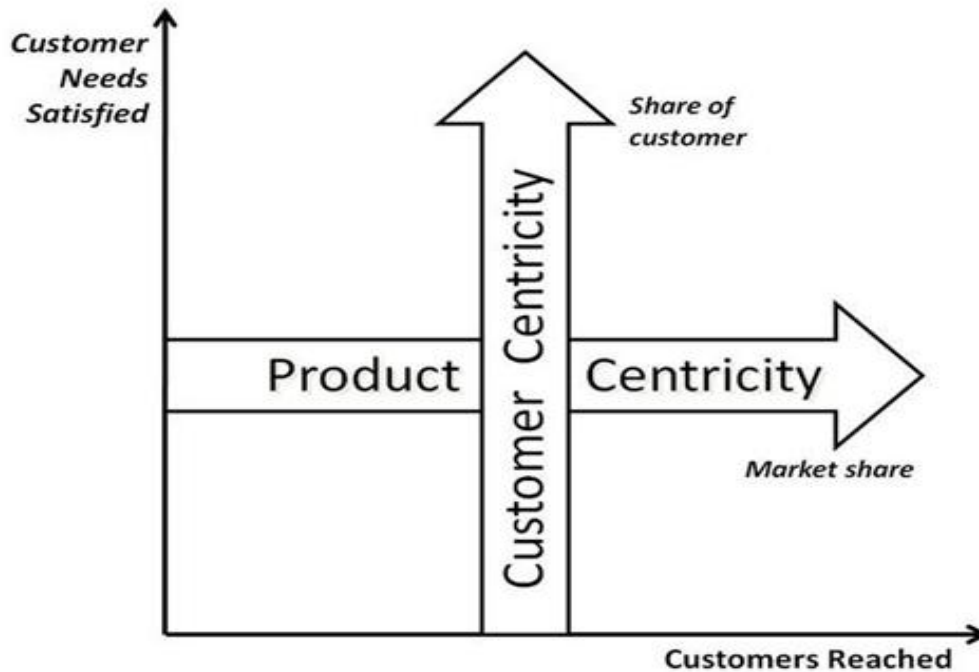 Customer
Needs
Satisfied
Share of
customer
Customer Centricity
Product Centricity
Market share
Customers Reached